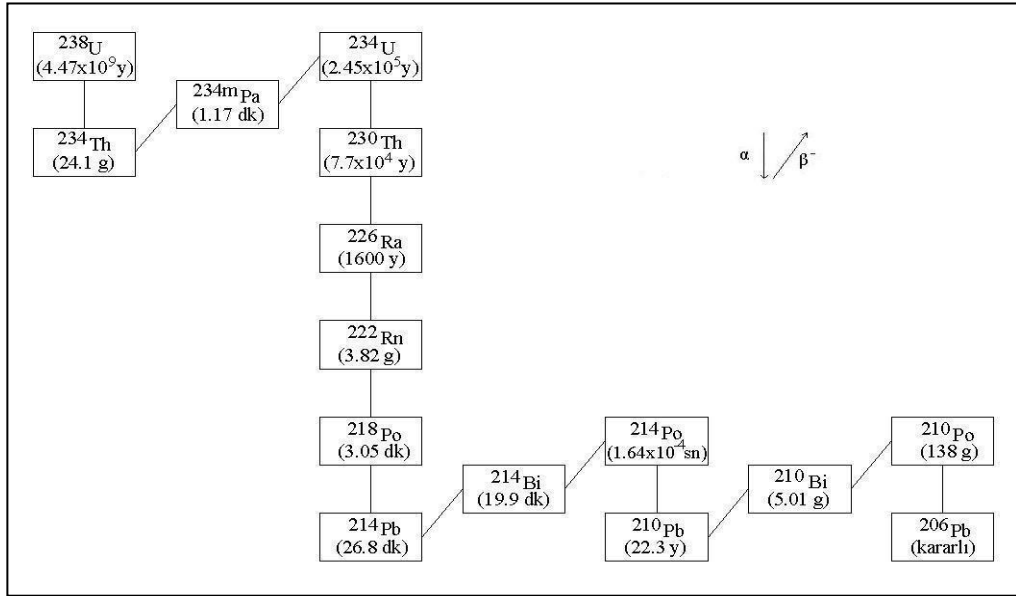 ²³⁸U
(4.47x10⁹y)
²³⁴U
(2.45x10⁵y)
²³⁴ᵐPa
(1.17 dk)
²³⁴Th
(24.1 g)
²³⁰Th
(7.7x10⁴ y)
α
β⁻
²²⁶Ra
(1600 y)
²²²Rn
(3.82 g)
²¹⁸Po
(3.05 dk)
²¹⁴Po
(1.64x10⁻⁴sn)
²¹⁰Po
(138 g)
²¹⁴Bi
(19.9 dk)
²¹⁰Bi
(5.01 g)
²¹⁴Pb
(26.8 dk)
²¹⁰Pb
(22.3 y)
²⁰⁶Pb
(kararlı)